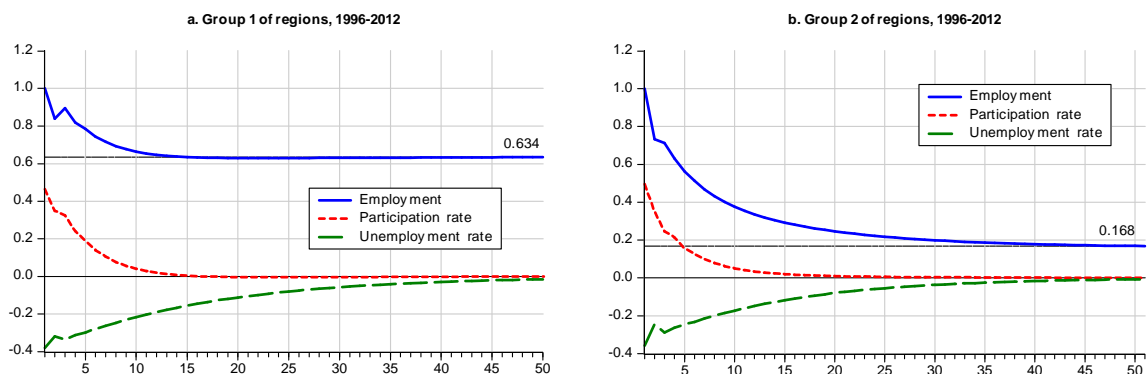 a. Group 1 of regions, 1996-2012
1.2
1.0
0.8
0.6
0.4
0.2
0.0
-0.2
-0.4
0.634
Employment
Participation rate
Unemployment rate
5 10 15 20 25 30 35 40 45 50
b. Group 2 of regions, 1996-2012
1.2
1.0
0.8
0.6
0.4
0.2
0.0
-0.2
-0.4
Employment
Participation rate
Unemployment rate
0.168
5 10 15 20 25 30 35 40 45 50